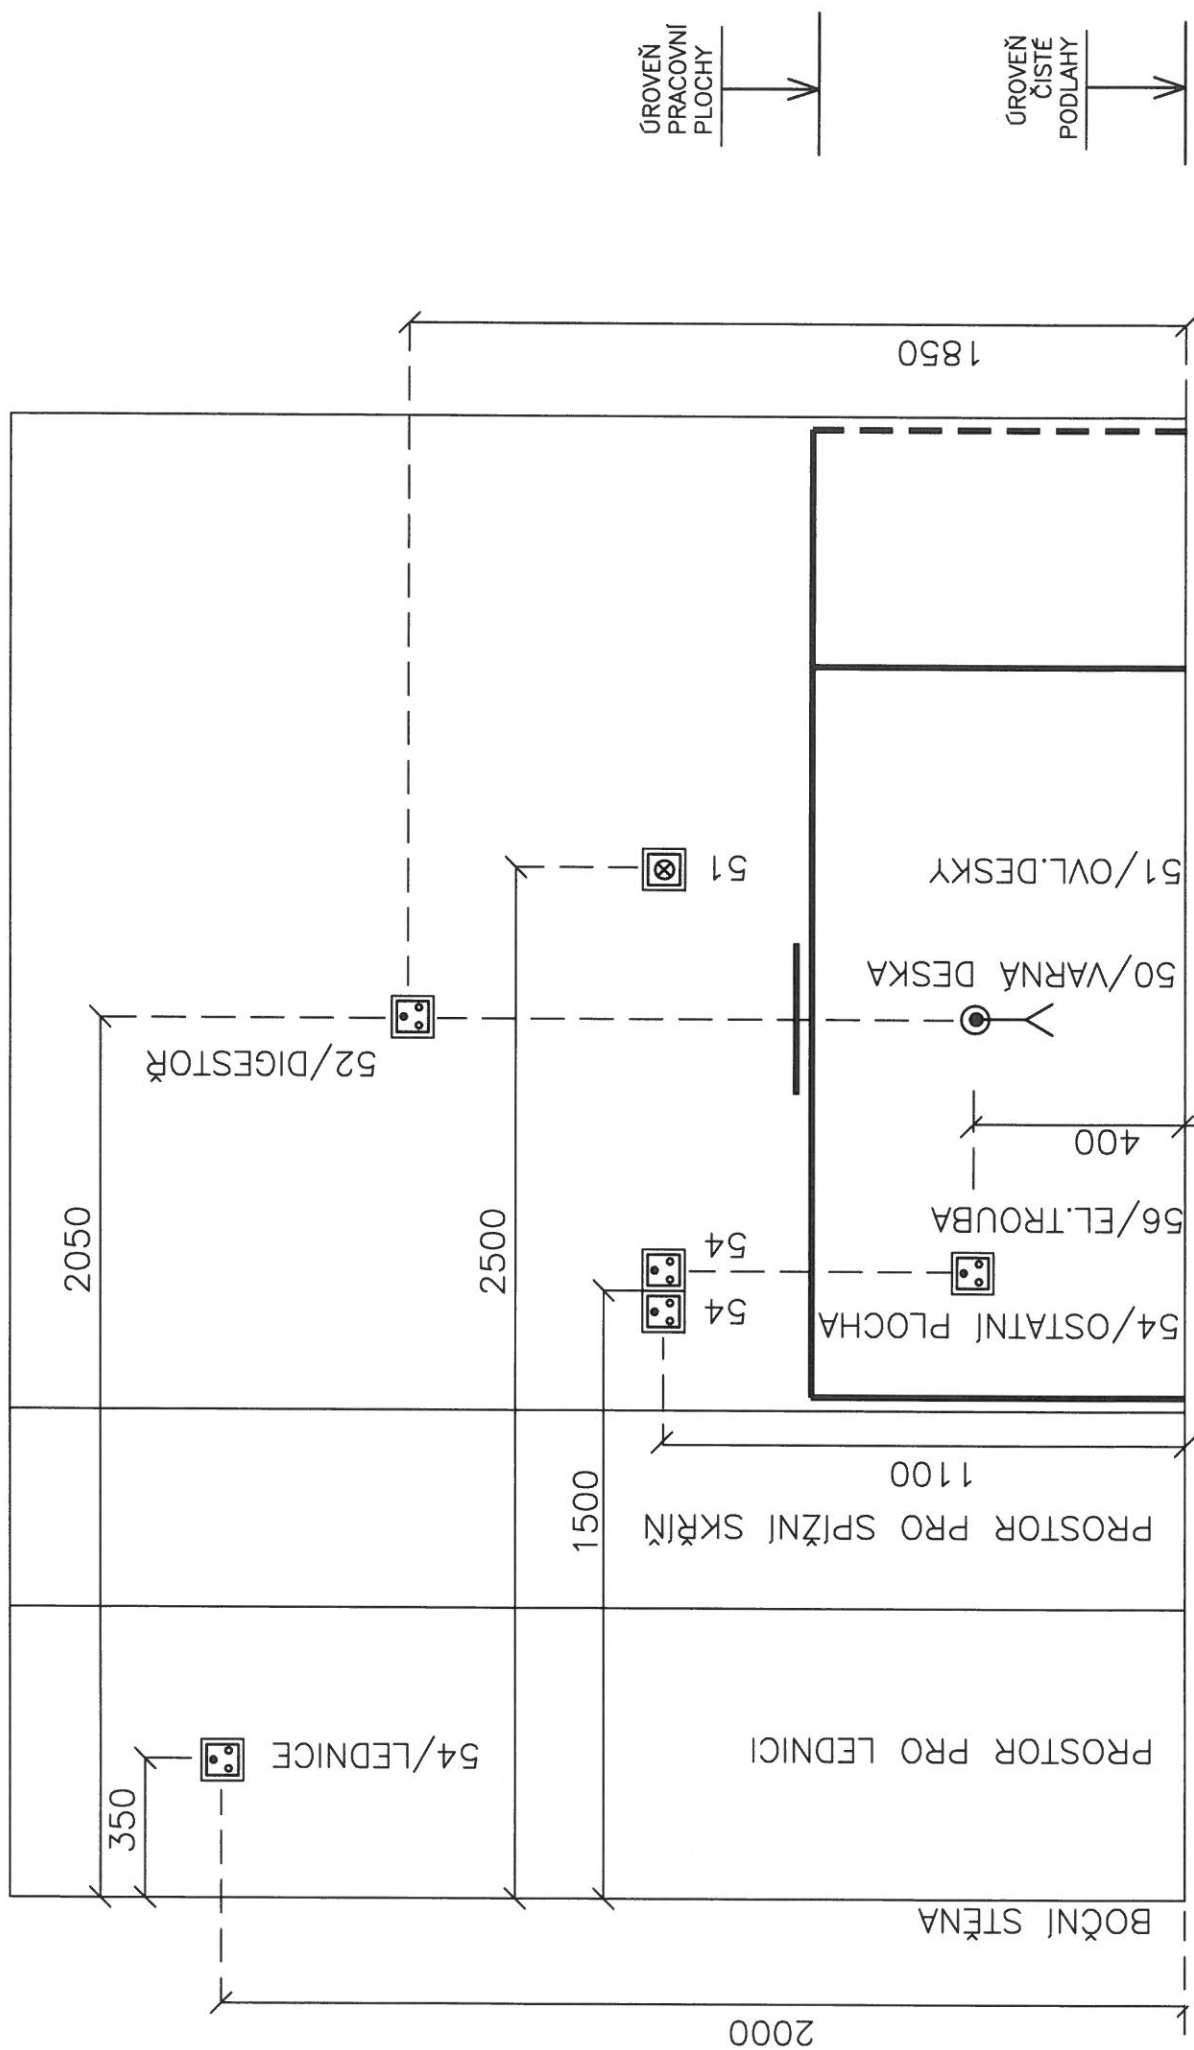 ÚROVEŇ
PRACOVNÍ
PLOCHY
ÚROVEŇ
ČISTÉ
PODLAHY
1850
51
51/OVL.DESKY
50/VARNÁ DESKA
52/DIGESTOŘ
400
2050
2500
56/EL.TROUBA
54
54
54/OSTATNÍ PLOCHA
1100
1500
PROSTOR PRO SPÍŽNÍ SKŘÍŇ
54/LEDNICE
PROSTOR PRO LEDNICI
350
BOČNÍ STĚNA
2000